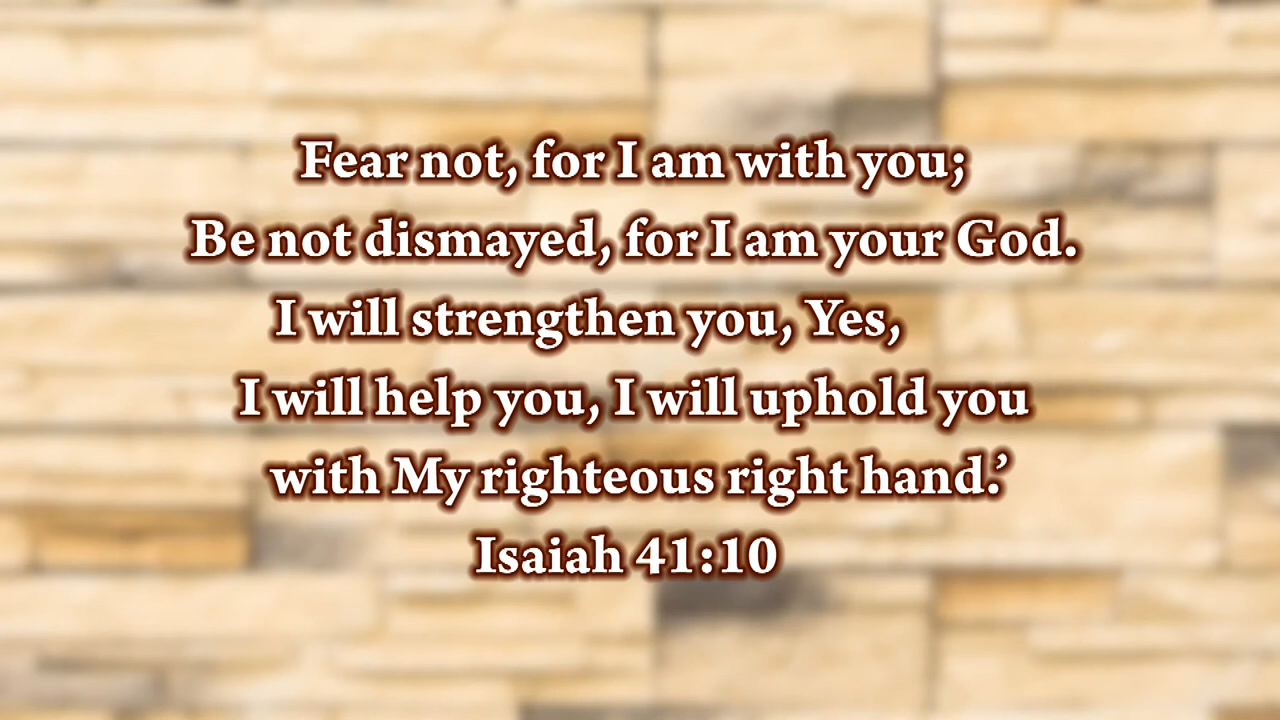 Fear not, for I am with you;
Be not dismayed, for I am your God.
I will strengthen you, Yes,
I will help you, I will uphold you
with My righteous right hand.’
Isaiah 41:10